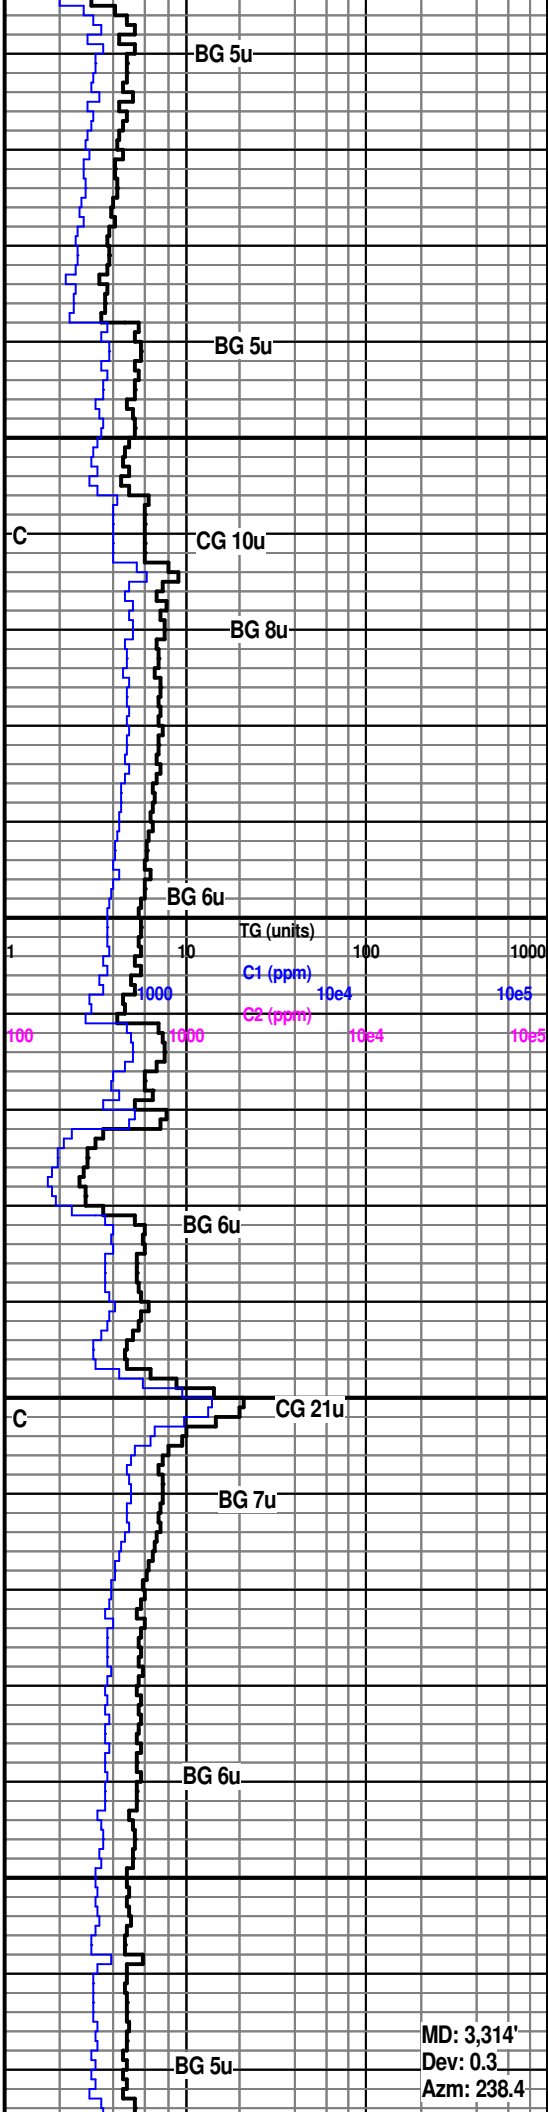 BG 5u
BG 5u
C CG 10u
BG 8u
BG 6u
TG (units)
1 10 100 1000
C1 (ppm)
1000 10e4 10e5
C2 (ppm)
100 1000 10e4 10e5
BG 6u
C CG 21u
BG 7u
BG 6u
MD: 3,314'
BG 5u Dev: 0.3
Azm: 238.4